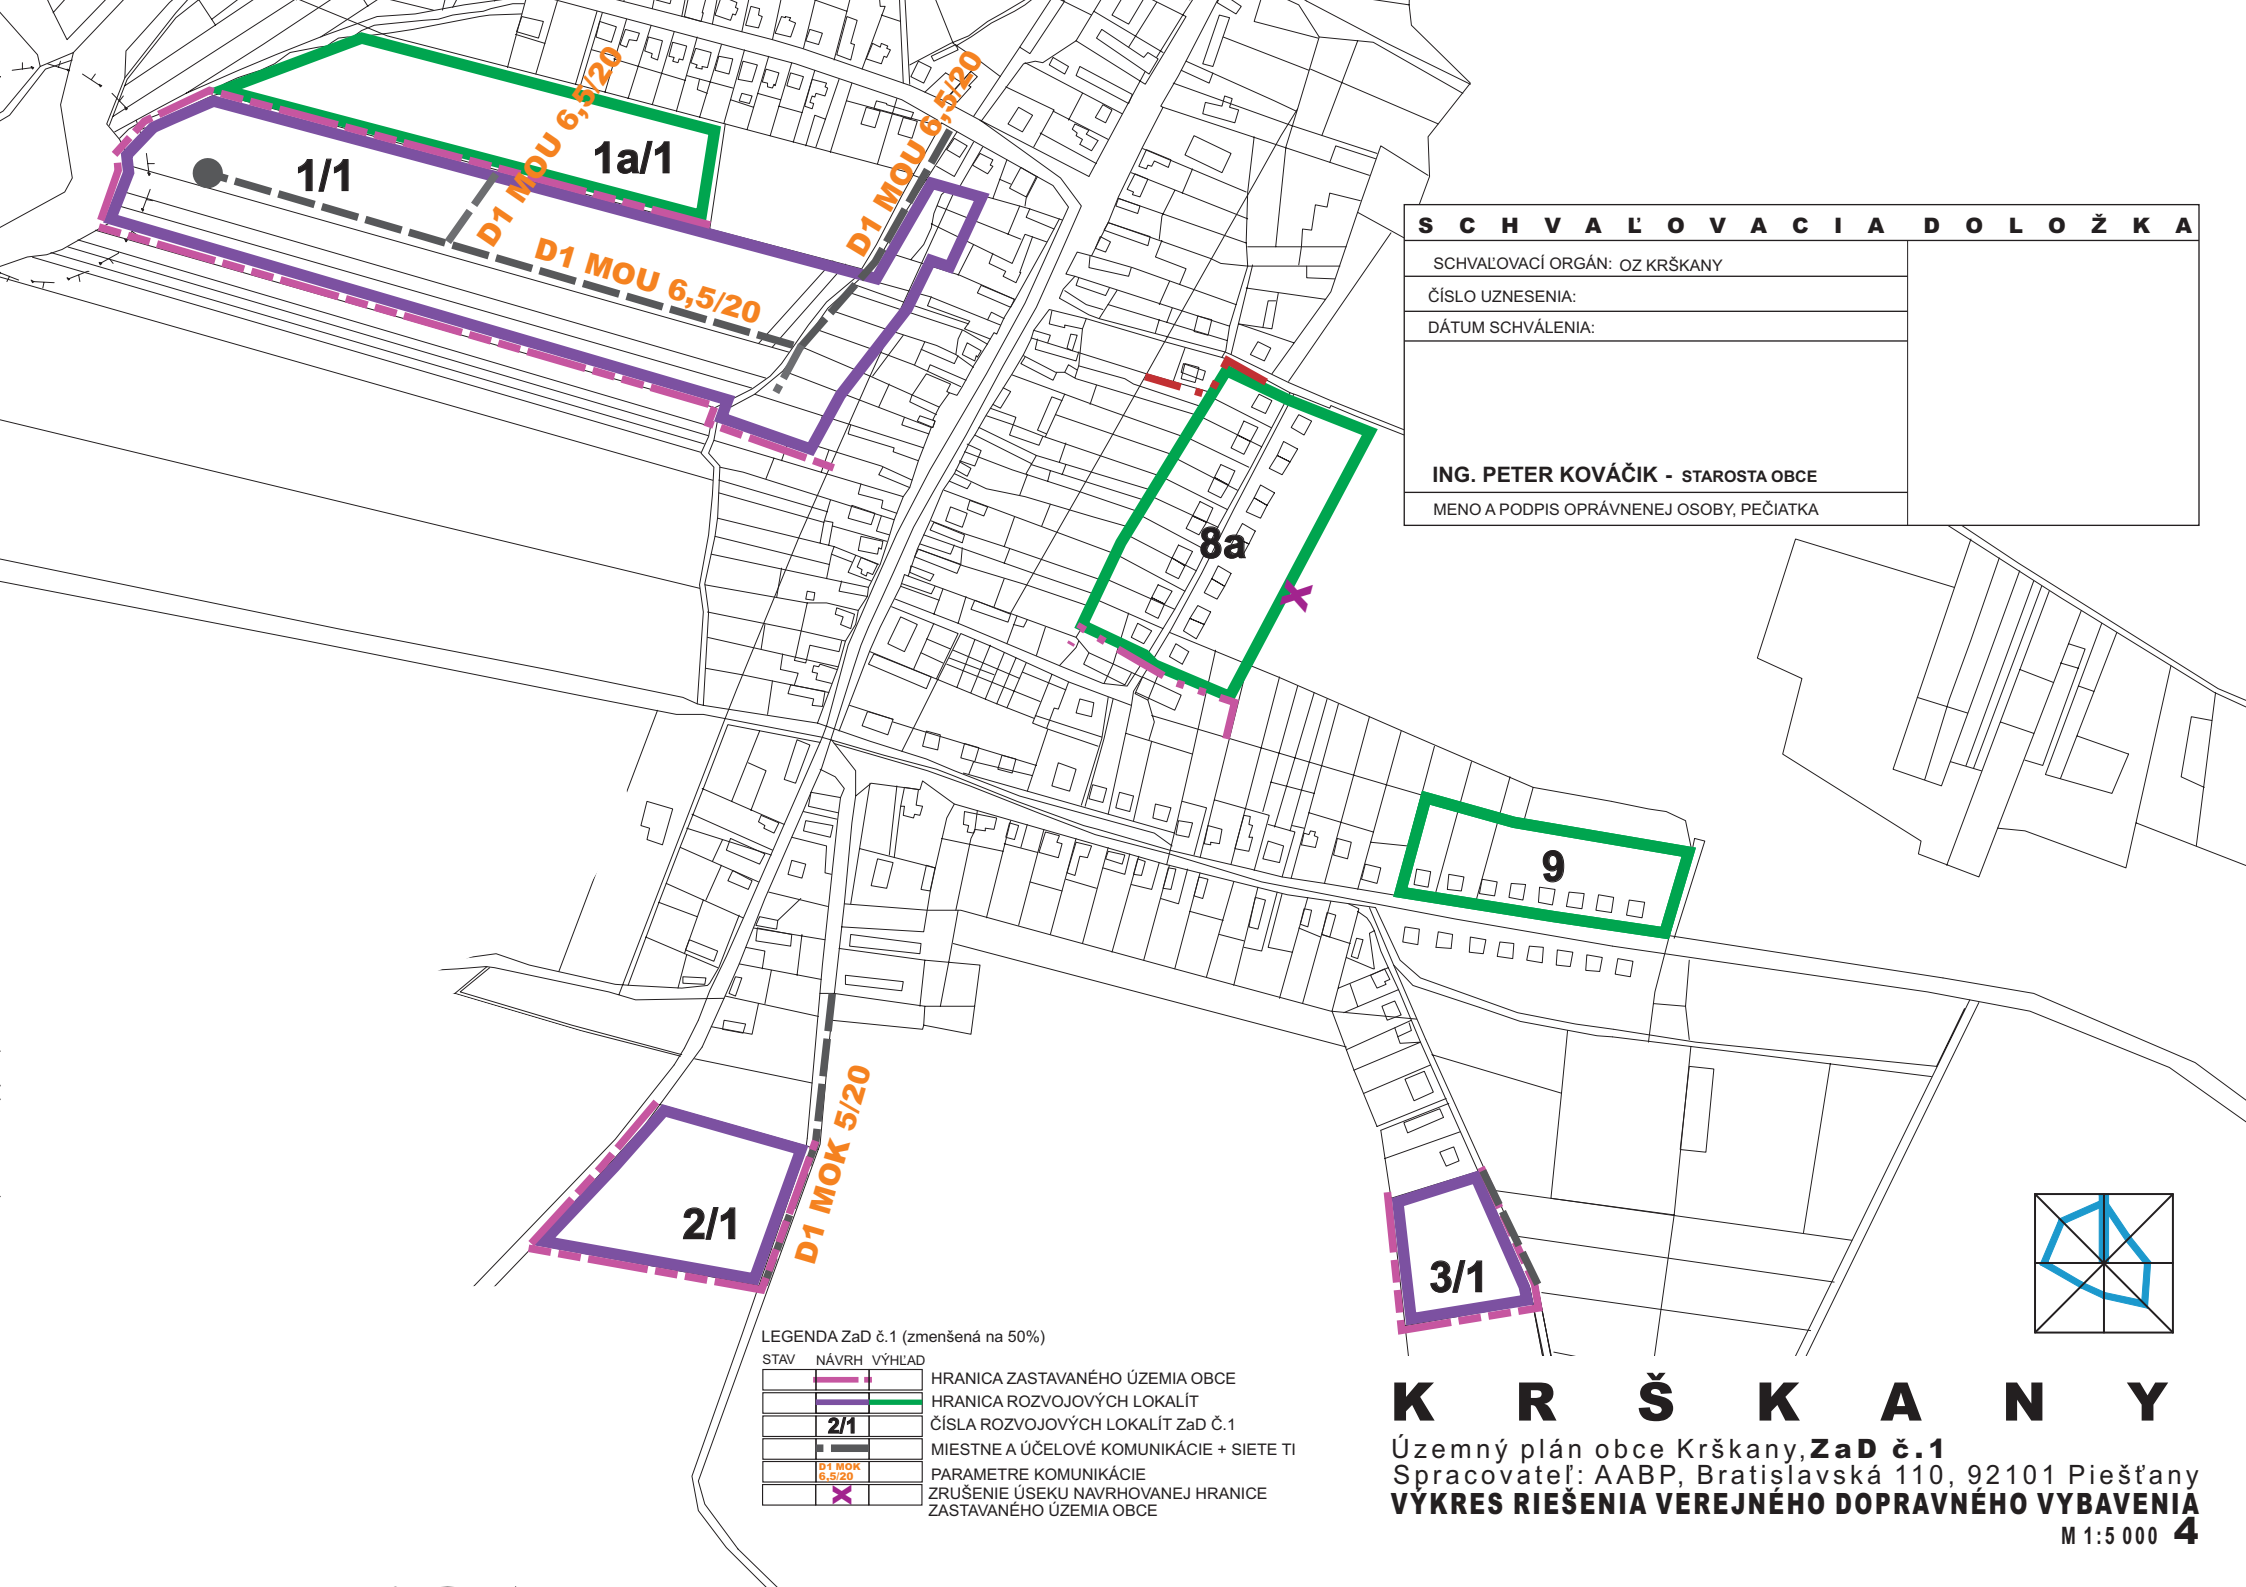 D1 MOU 6,5/20
D1 MOU 6,5/20
1a/1
1/1
D1 MOU 6,5/20
S C H V A Ľ O V A C I A D O L O Ž K A
SCHVAĽOVACÍ ORGÁN: OZ KRŠKANY
ČÍSLO UZNESENIA:
DÁTUM SCHVÁLENIA:
ING. PETER KOVÁČIK - STAROSTA OBCE
MENO A PODPIS OPRÁVNENEJ OSOBY, PEČIATKA
8a
X
9
D1 MOK 5/20
2/1
3/1
LEGENDA ZaD č.1 (zmenšená na 50%)
STAV NÁVRH VÝHĽAD
HRANICA ZASTAVANÉHO ÚZEMIA OBCE
HRANICA ROZVOJOVÝCH LOKALÍT
2/1 ČÍSLA ROZVOJOVÝCH LOKALÍT ZaD Č.1
MIESTNE A ÚČELOVÉ KOMUNIKÁCIE + SIETE TI
D1 MOK
6,5/20 PARAMETRE KOMUNIKÁCIE
X ZRUŠENIE ÚSEKU NAVRHOVANEJ HRANICE
ZASTAVANÉHO ÚZEMIA OBCE
K R Š K A N Y
Územný plán obce Krškany, ZaD č.1
Spracovateľ: AABP, Bratislavská 110, 92101 Piešťany
VÝKRES RIEŠENIA VEREJNÉHO DOPRAVNÉHO VYBAVENIA
M 1:5 000 4